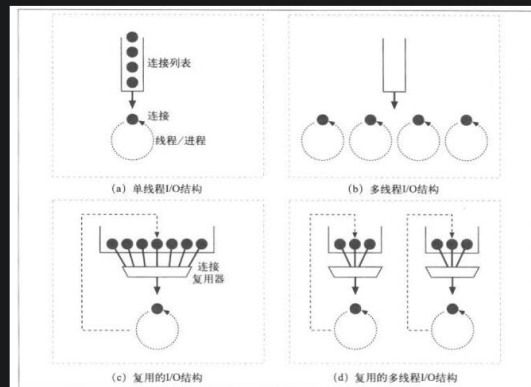 连接列表
连接
线程/进程
(a) 单线程I/O结构
(b) 多线程I/O结构
连接
复用器
(c) 复用的I/O结构
(d) 复用的多线程I/O结构